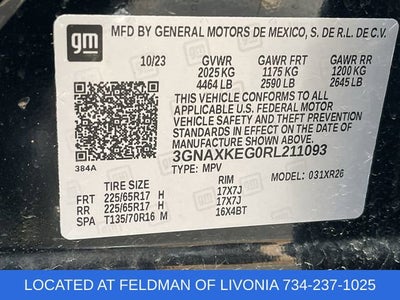 gm
MFD BY GENERAL MOTORS DE MEXICO, S. DE R.L. DE C.V.
10/23 GVWR GAWR FRT GAWR RR
2025 KG 1175 KG 1200 KG
4464 LB 2590 LB 2645 LB
THIS VEHICLE CONFORMS TO ALL
APPLICABLE U.S. FEDERAL MOTOR
VEHICLE SAFETY, BUMPER, AND THEFT
PREVENTION STANDARDS IN EFFECT ON
THE DATE OF MANUFACTURE SHOWN ABOVE.
3GNAXKEG0RL211093
384A TYPE: MPV MODEL: 031XR26
TIRE SIZE RIM
FRT 225/65R17 H 17X7J
RR 225/65R17 H 17X7J
SPA T135/70R16 M 16X4BT
LOCATED AT FELDMAN OF LIVONIA 734-237-1025